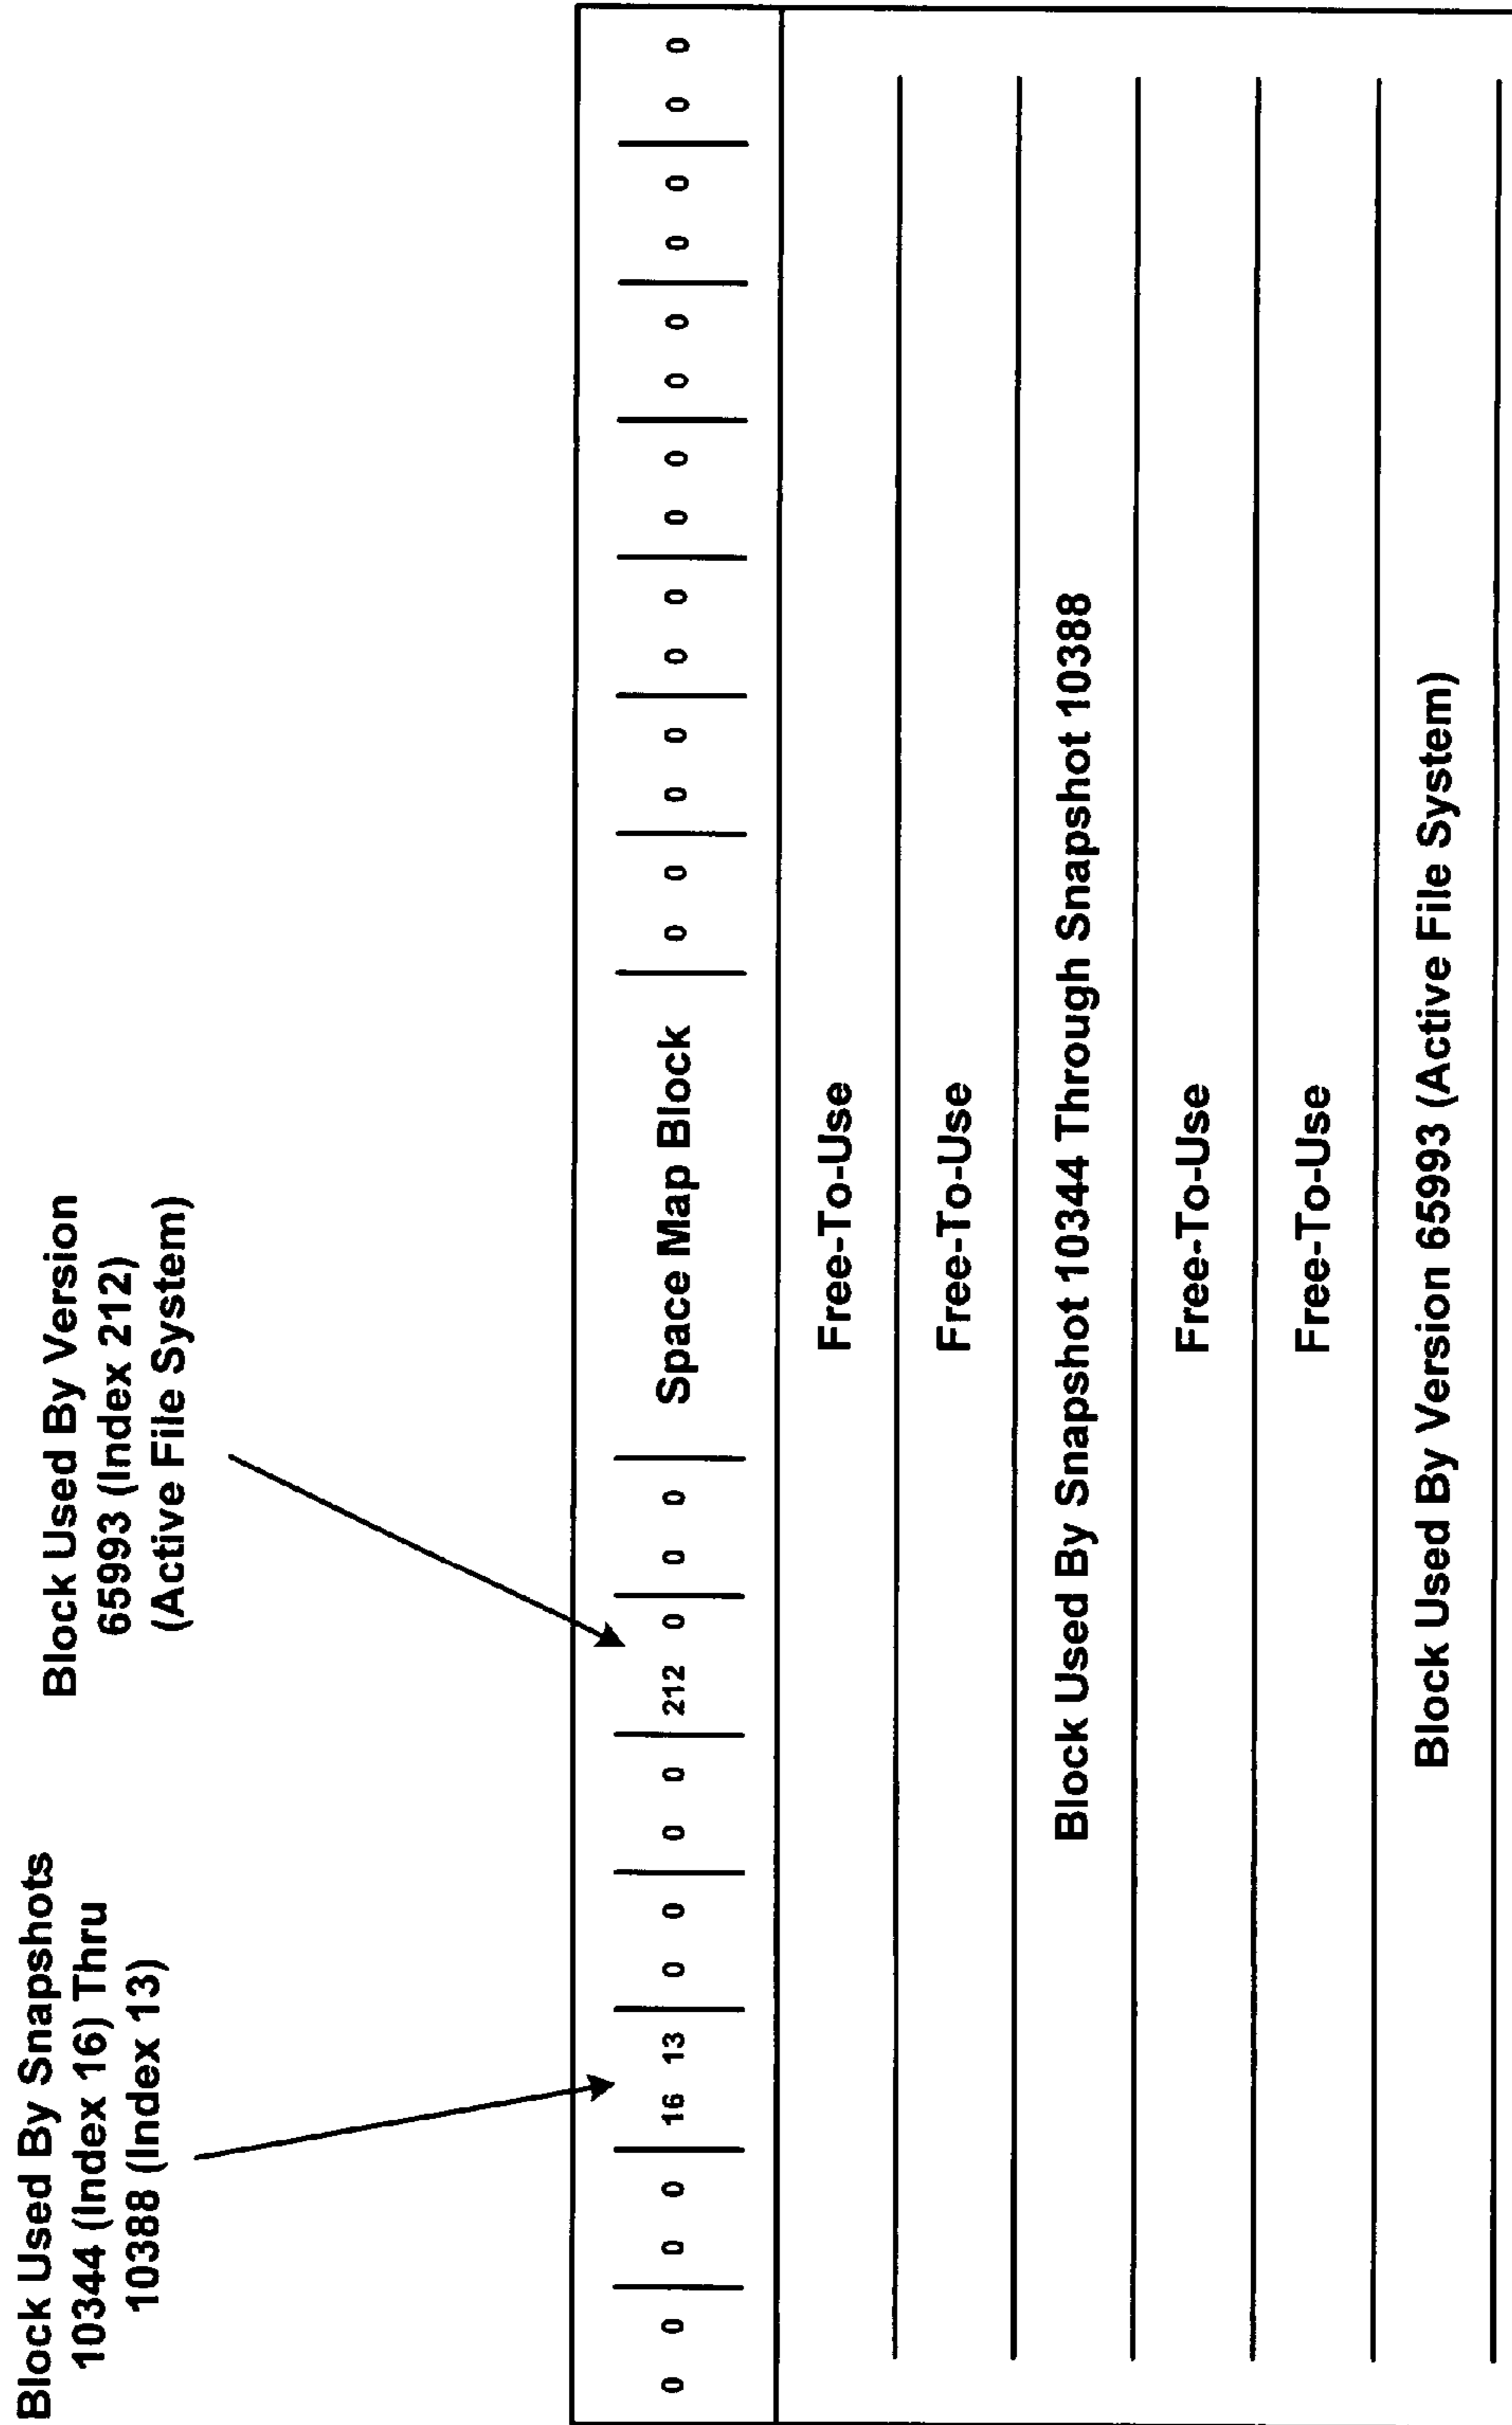 Block Used By Snapshots
10344 (Index 16) Thru
10388 (Index 13)
Block Used By Version
65993 (Index 212)
(Active File System)
0 0 0 0 16 13 0 0 0 0 212 0 0 0 Space Map Block 0 0 0 0 0 0 0 0 0 0 0 0 0 0
Free-To-Use
Free-To-Use
Block Used By Snapshot 10344 Through Snapshot 10388
Free-To-Use
Free-To-Use
Block Used By Version 65993 (Active File System)